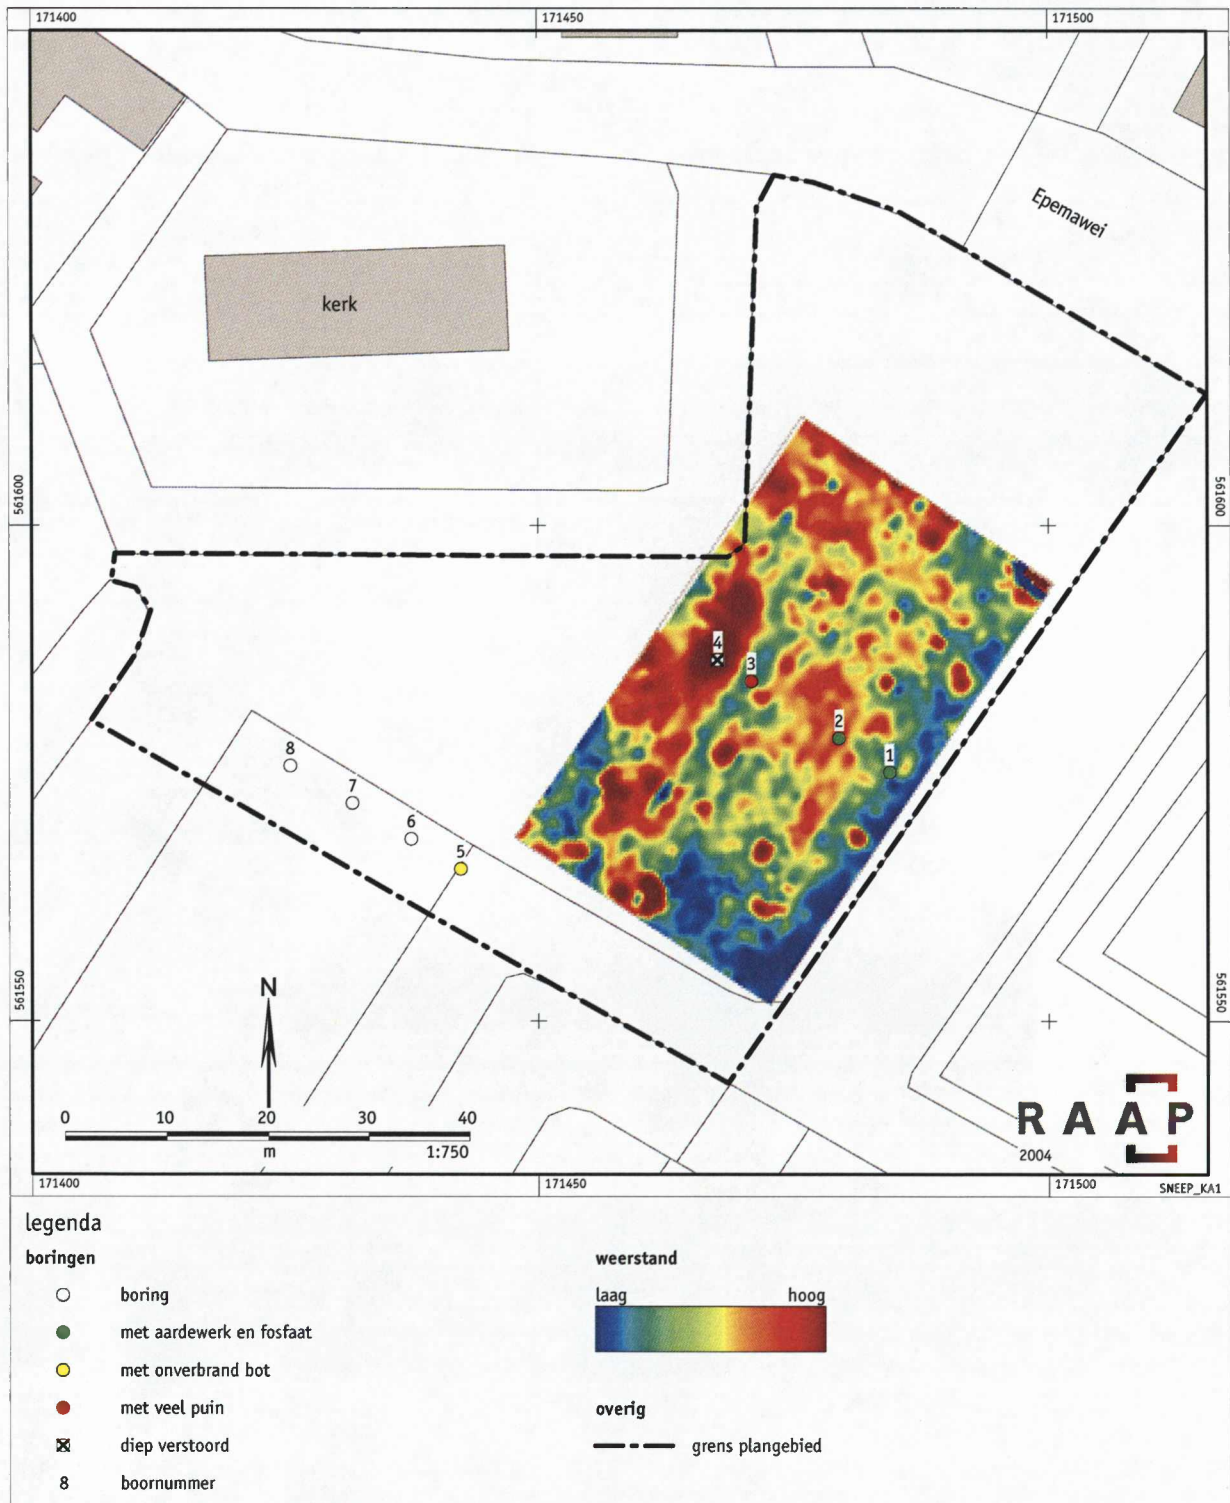 171400
171450
171500
Epemawei
kerk
561600
561600
4
3
2
1
8
7
6
5
561550
561550
N
0
10
20
30
40
m
1:750
RAAP
2004
171400
171450
171500
SNEEP_KA1
legenda
boringen
boring
met aardewerk en fosfaat
met onverbrand bot
met veel puin
diep verstoord
8
boornummer
weerstand
laag
hoog
overig
grens plangebied